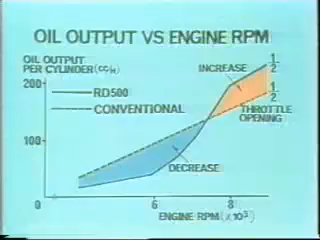 OIL OUTPUT VS ENGINE RPM
OIL OUTPUT
PER CYLINDER(cc/H)
INCREASE
1/2
200
RD500
1/2
CONVENTIONAL
THROTTLE
OPENING
100
DECREASE
0
6
8
ENGINE RPM(×10³)